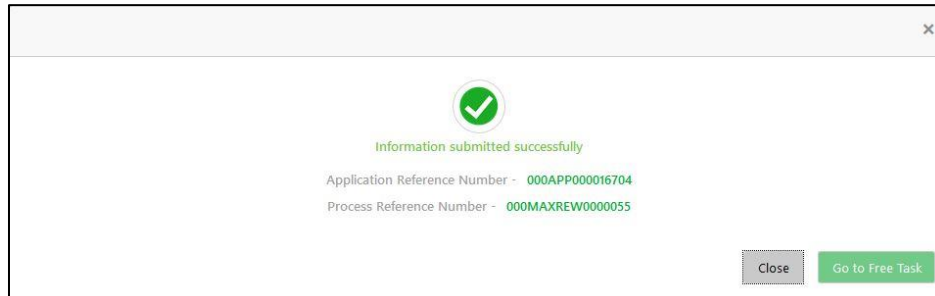 ×
Information submitted successfully
Application Reference Number - 000APP000016704
Process Reference Number - 000MAXREW0000055
Close Go to Free Task